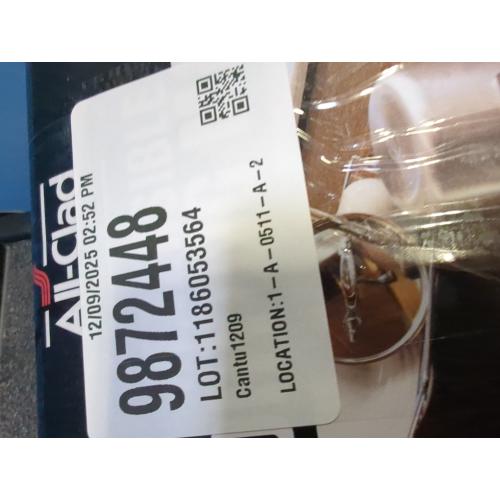 All-Clad
12/09/2025 02:52 PM
9872448
LOT:1186053564
Cantu1209
LOCATION:1-A-0511-A-2